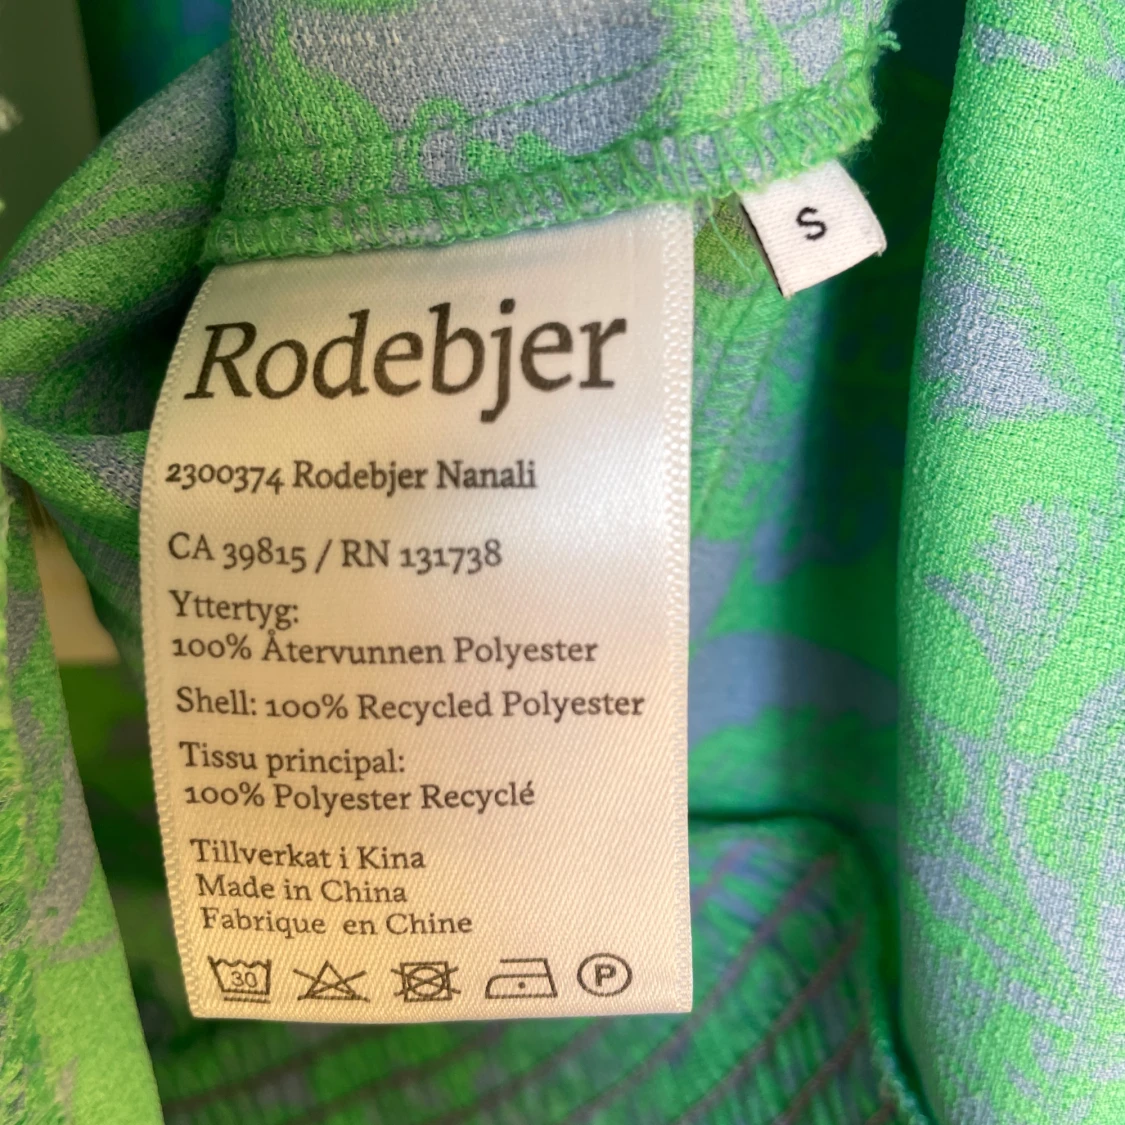 S
Rodebjer
2300374 Rodebjer Nanali
CA 39815 / RN 131738
Yttertyg:
100% Återvunnen Polyester
Shell: 100% Recycled Polyester
Tissu principal:
100% Polyester Recyclé
Tillverkat i Kina
Made in China
Fabrique en Chine
30 P